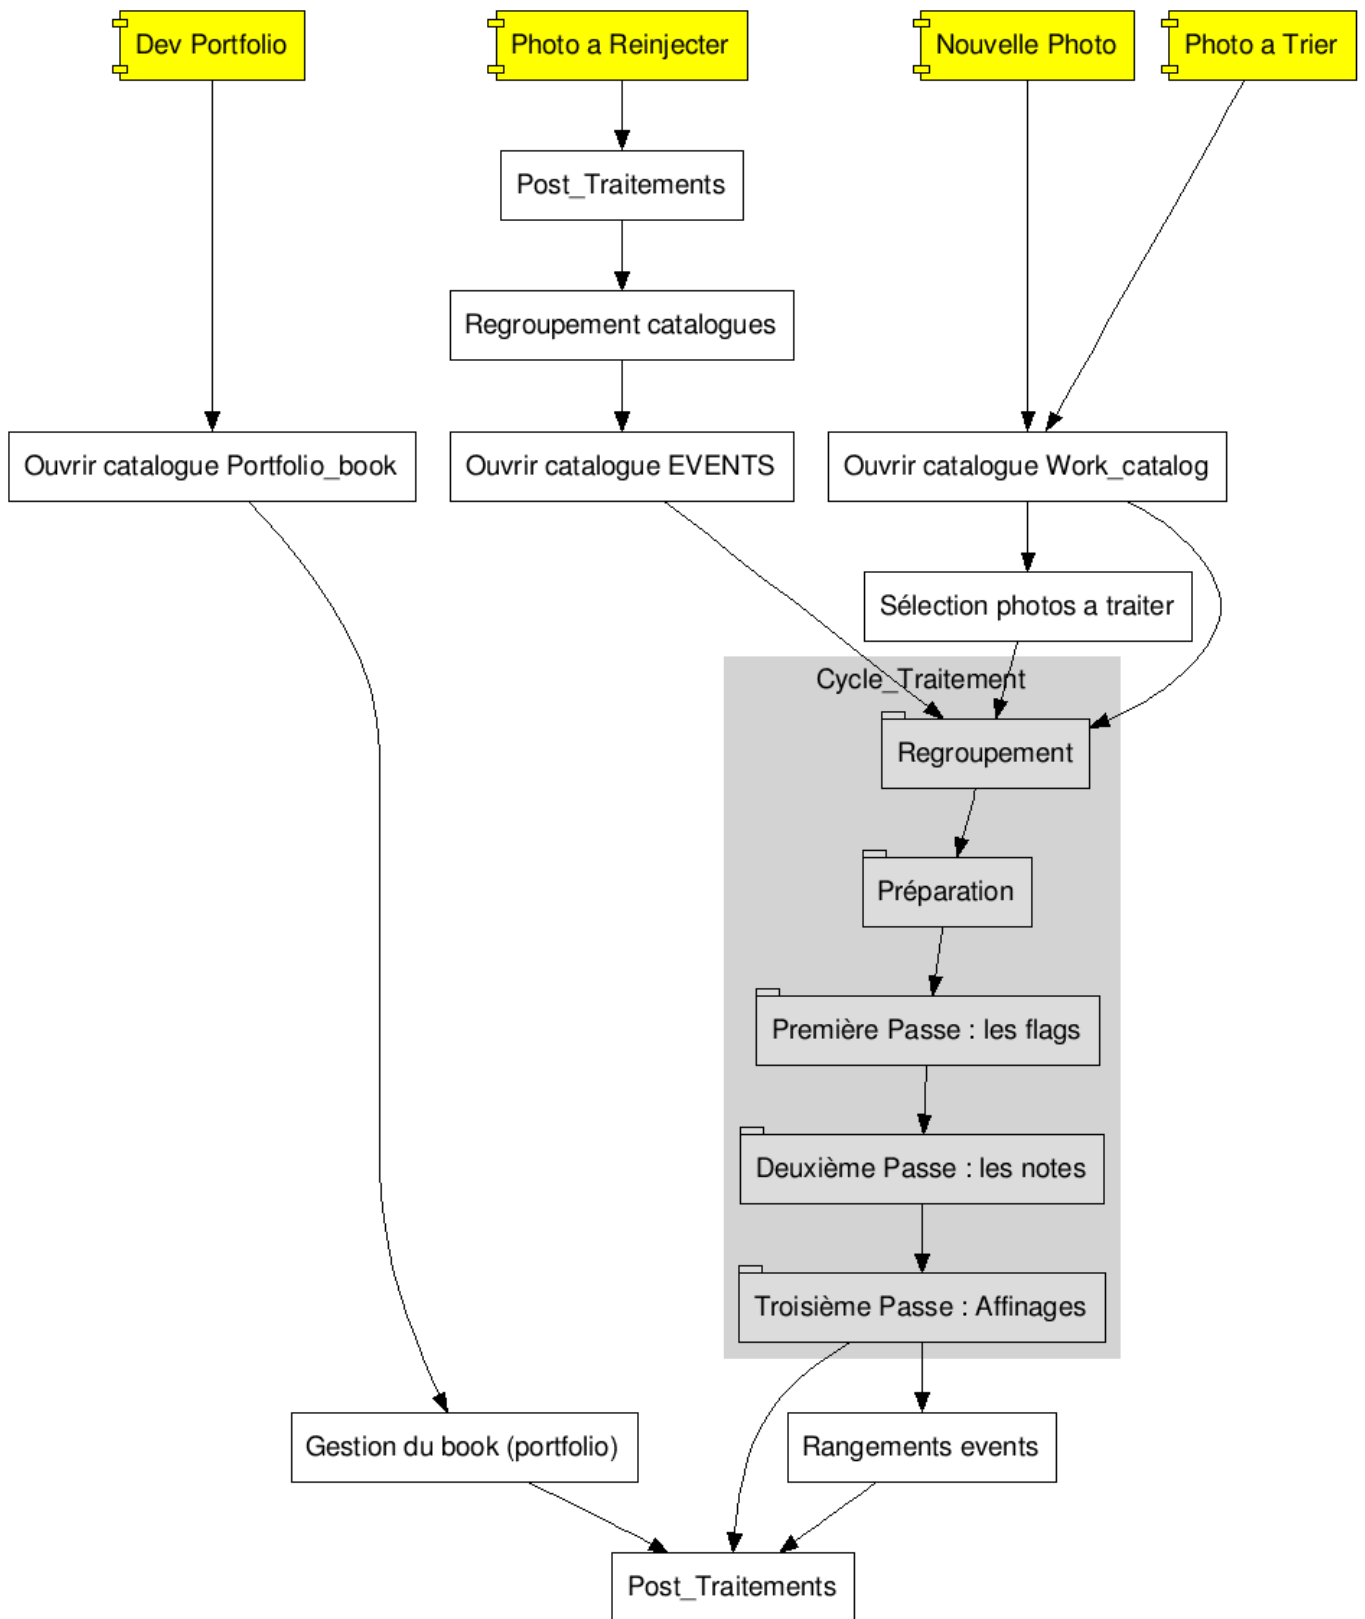 Dev Portfolio
Photo a Reinjecter
Nouvelle Photo
Photo a Trier
Post_Traitements
Regroupement catalogues
Ouvrir catalogue Portfolio_book
Ouvrir catalogue EVENTS
Ouvrir catalogue Work_catalog
Sélection photos a traiter
Cycle_Traitement
Regroupement
Préparation
Première Passe : les flags
Deuxième Passe : les notes
Troisième Passe : Affinages
Gestion du book (portfolio)
Rangements events
Post_Traitements